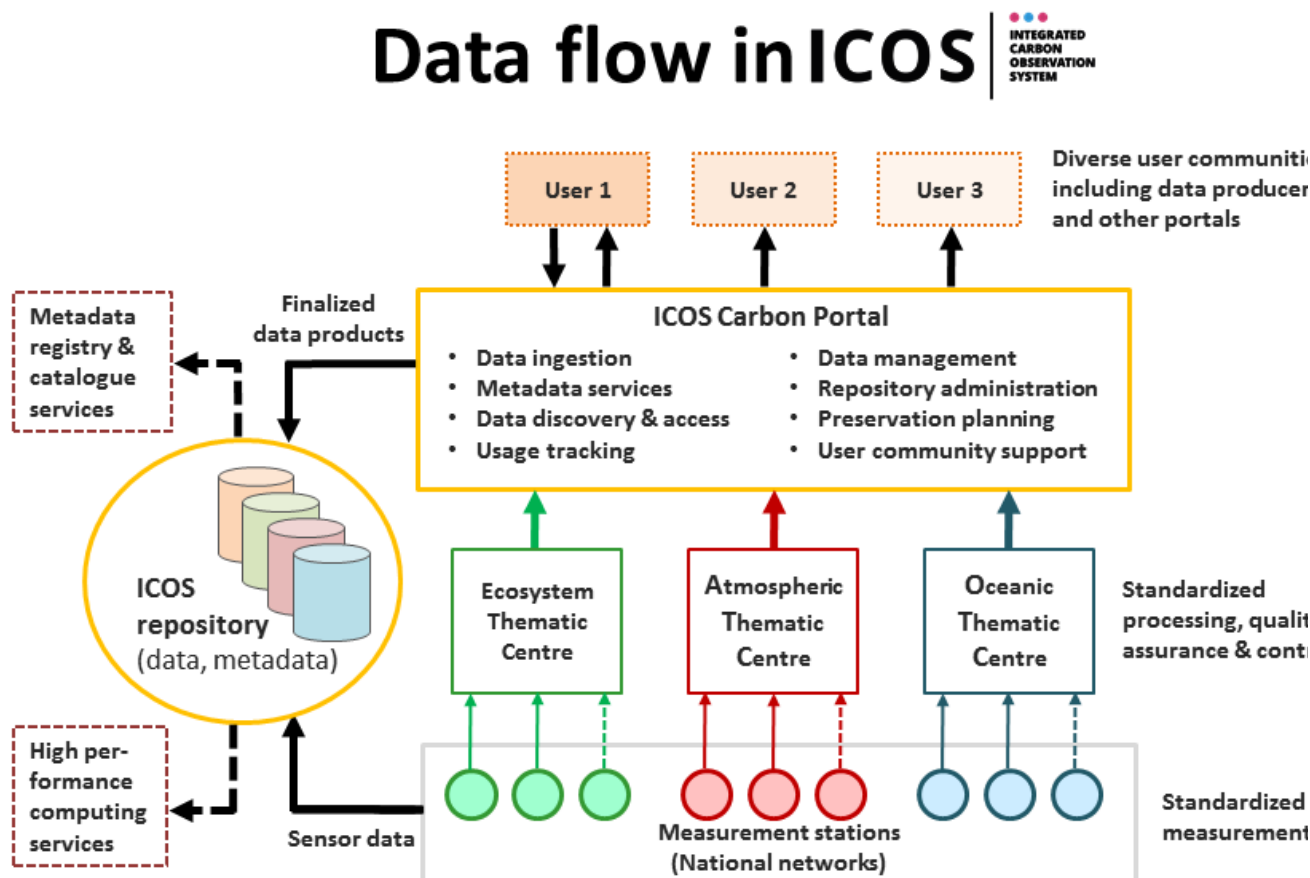 Data flow in ICOS
INTEGRATED
CARBON
OBSERVATION
SYSTEM
User 1
User 2
User 3
Diverse user communitie
including data producer
and other portals
Metadata
registry &
catalogue
services
Finalized
data products
ICOS Carbon Portal
• Data ingestion
• Metadata services
• Data discovery & access
• Usage tracking
• Data management
• Repository administration
• Preservation planning
• User community support
ICOS
repository
(data, metadata)
Ecosystem
Thematic
Centre
Atmospheric
Thematic
Centre
Oceanic
Thematic
Centre
Standardized
processing, qualit
assurance & contr
High per-
formance
computing
services
Sensor data
Measurement stations
(National networks)
Standardized
measurement